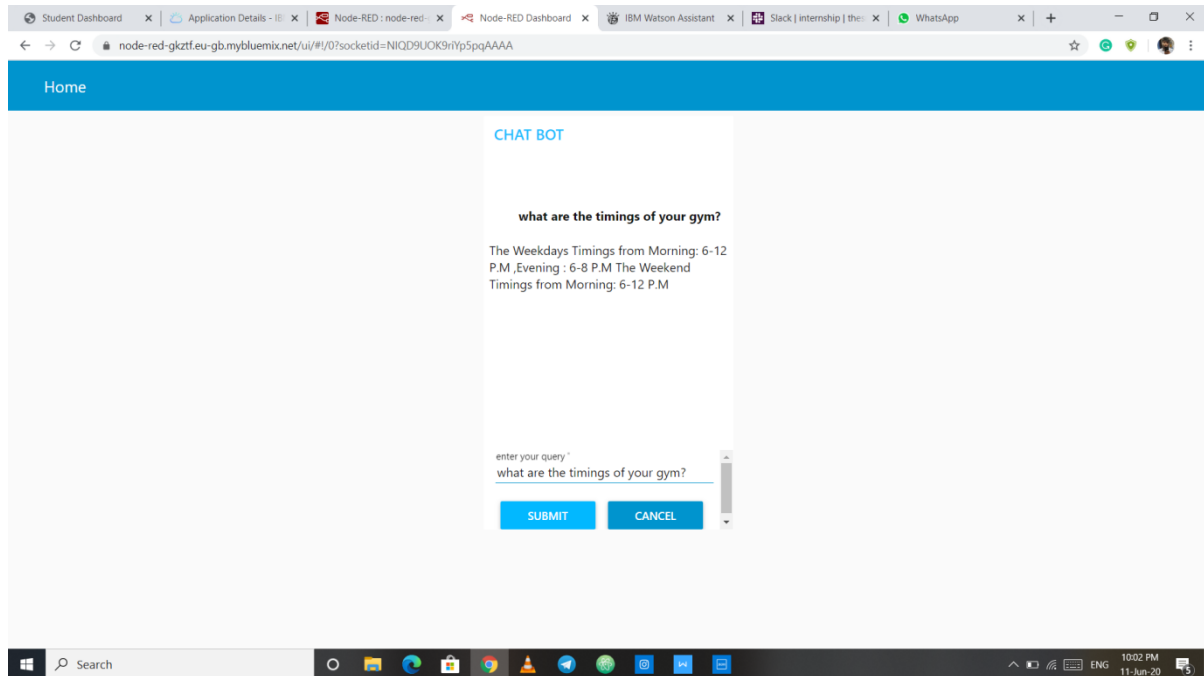 Student Dashboard
Application Details - IB
Node-RED : node-red-
Node-RED Dashboard
IBM Watson Assistant
Slack | internship | thes
WhatsApp
node-red-gkztf.eu-gb.mybluemix.net/ui/#!/0?socketid=NIQD9UOK9riYp5pqAAAA
Home
CHAT BOT
what are the timings of your gym?
The Weekdays Timings from Morning: 6-12
P.M ,Evening : 6-8 P.M The Weekend
Timings from Morning: 6-12 P.M
enter your query *
what are the timings of your gym?
SUBMIT
CANCEL
Search
ENG
10:02 PM
11-Jun-20
5